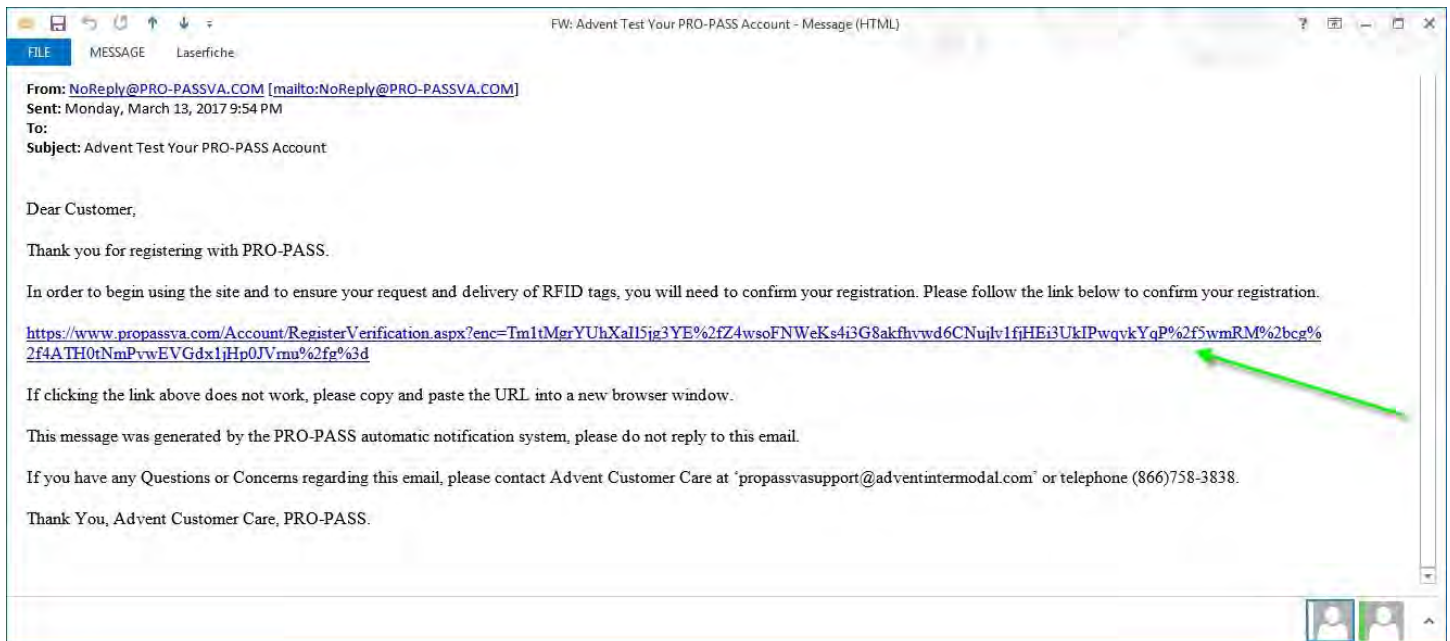 FW: Advent Test Your PRO-PASS Account - Message (HTML)
FILE MESSAGE Laserfiche
From: NoReply@PRO-PASSVA.COM [mailto:NoReply@PRO-PASSVA.COM]
Sent: Monday, March 13, 2017 9:54 PM
To:
Subject: Advent Test Your PRO-PASS Account
Dear Customer,
Thank you for registering with PRO-PASS.
In order to begin using the site and to ensure your request and delivery of RFID tags, you will need to confirm your registration. Please follow the link below to confirm your registration.
https://www.propassva.com/Account/RegisterVerification.aspx?enc=Tm1tMgrYUhXaIl5jg3YE%2fZ4wsoFNWeKs4i3G8akfhvwd6CNujlv1fjHEi3UkIPwqvkYqP%2f5wmRM%2bcg%
2f4ATH0tNmPvwEVGdx1jHp0JVrnu%2fg%3d
If clicking the link above does not work, please copy and paste the URL into a new browser window.
This message was generated by the PRO-PASS automatic notification system, please do not reply to this email.
If you have any Questions or Concerns regarding this email, please contact Advent Customer Care at 'propassvasupport@adventintermodal.com' or telephone (866)758-3838.
Thank You, Advent Customer Care, PRO-PASS.